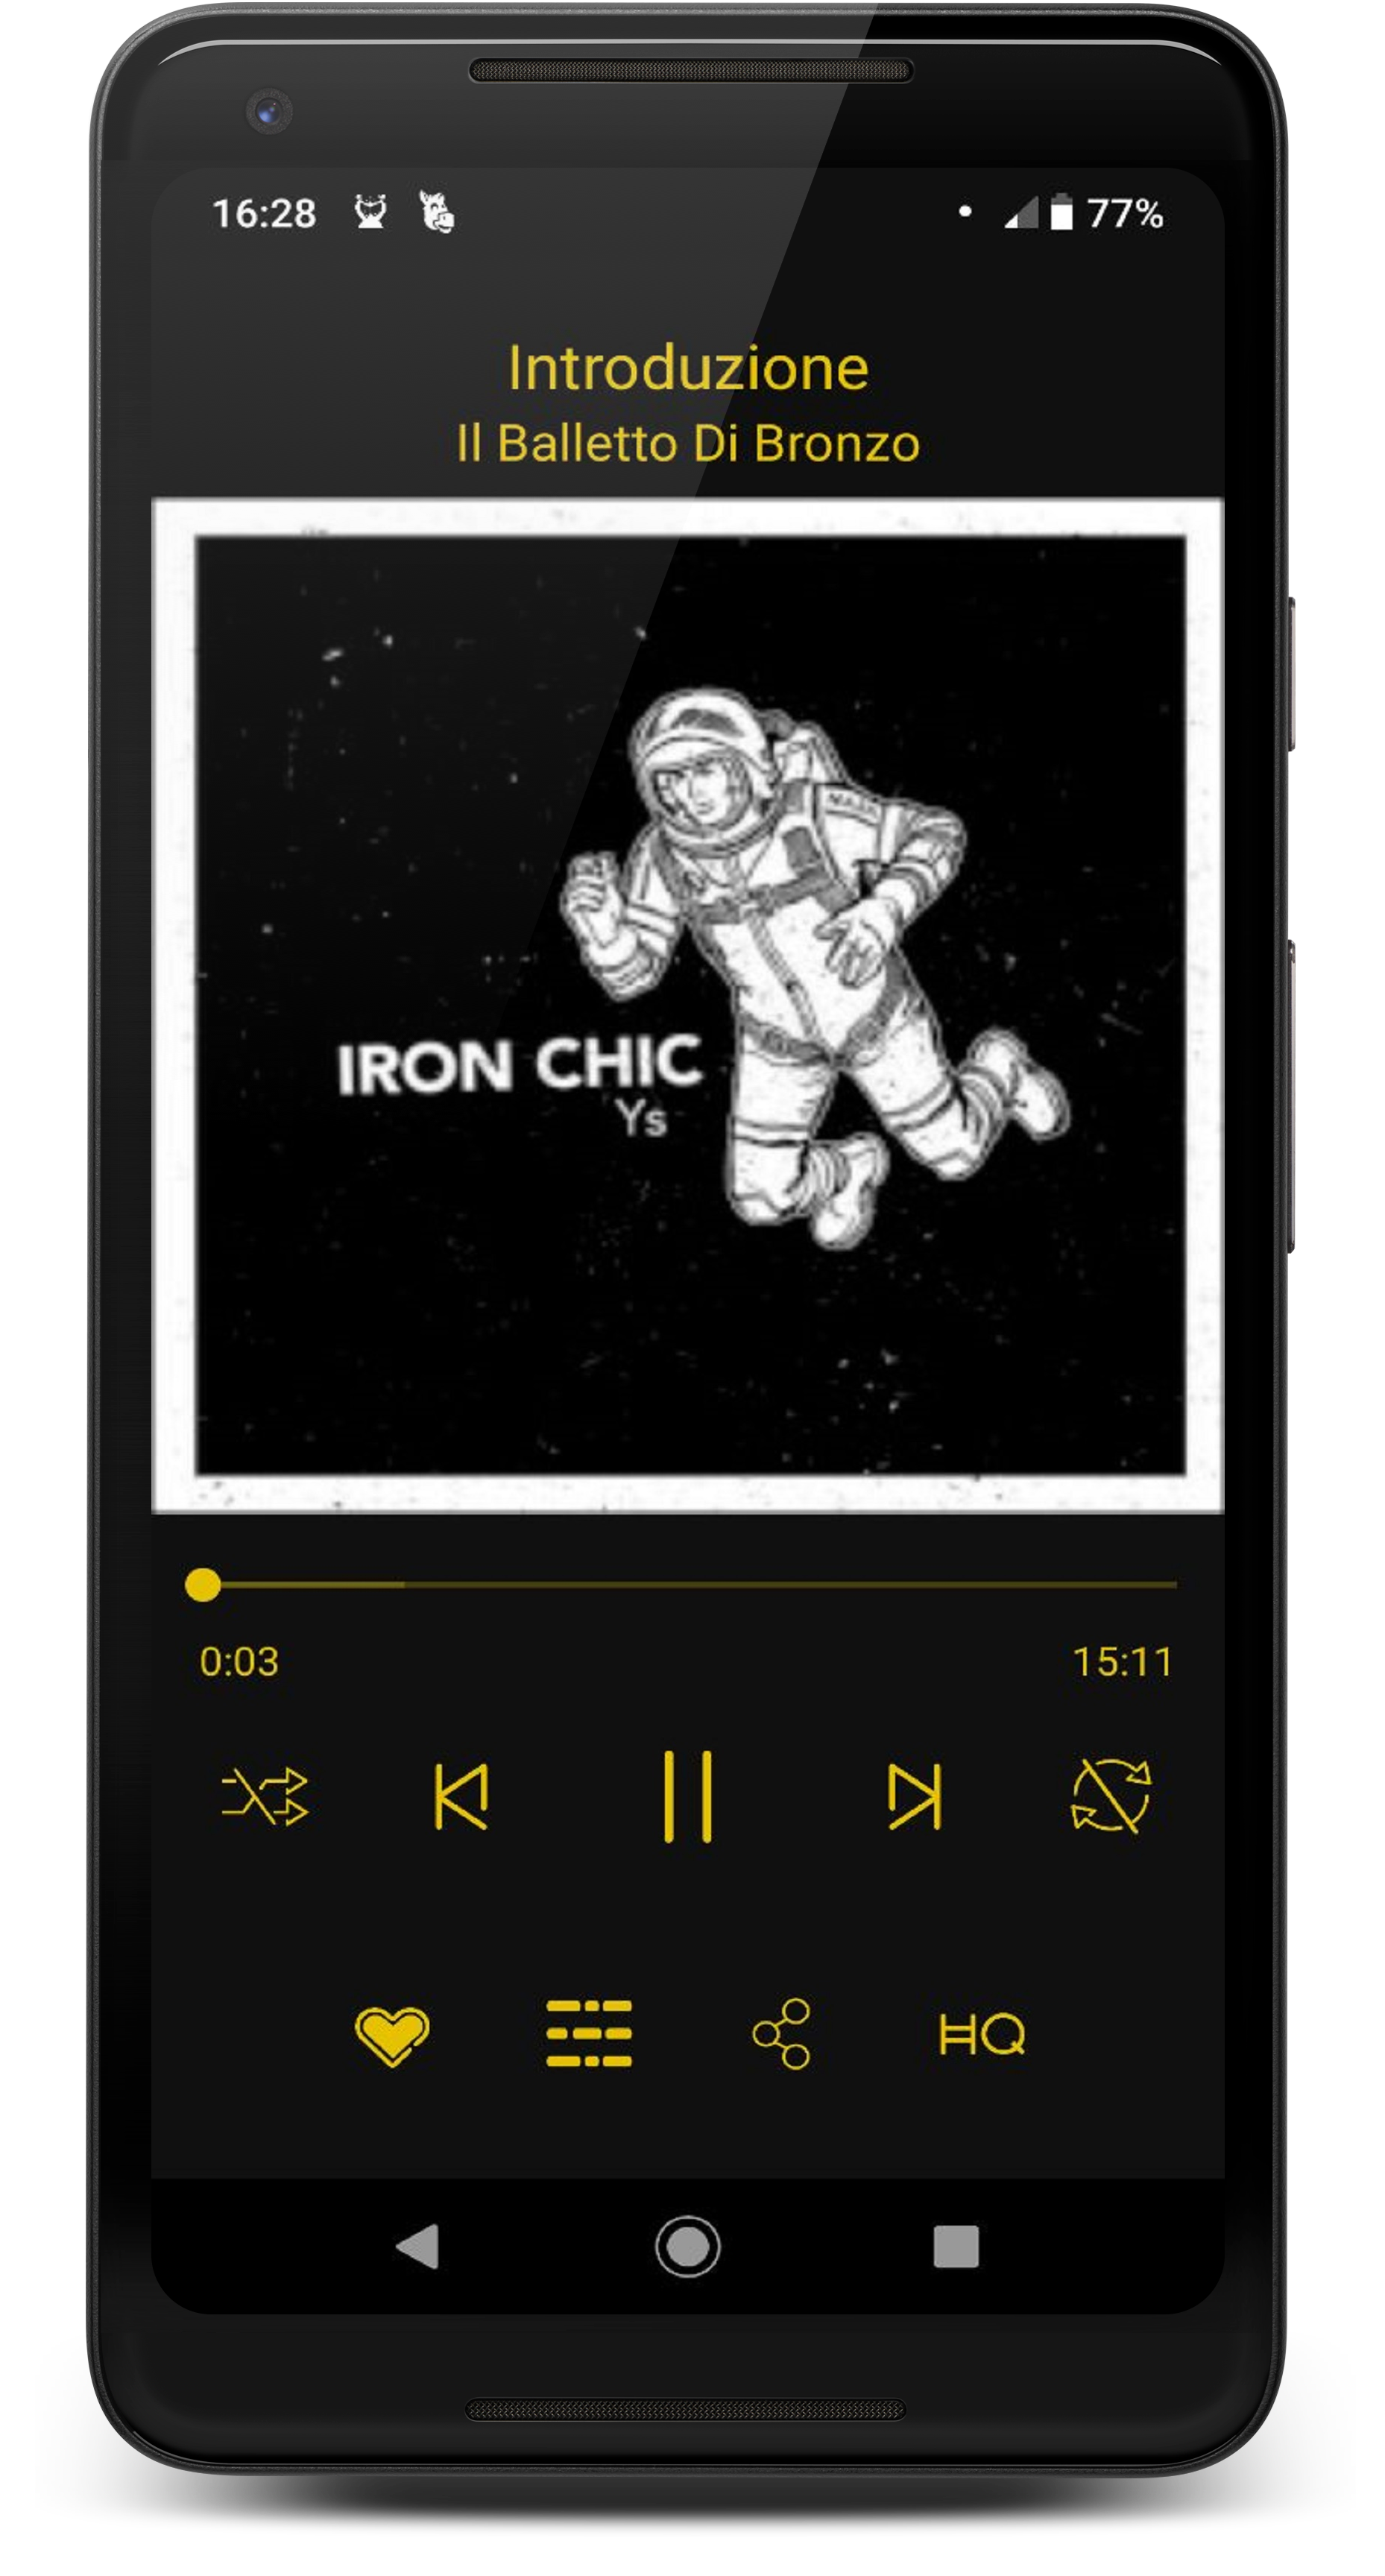 16:28
77%
Introduzione
Il Balletto Di Bronzo
IRON CHIC
Ys
0:03
15:11
HQ